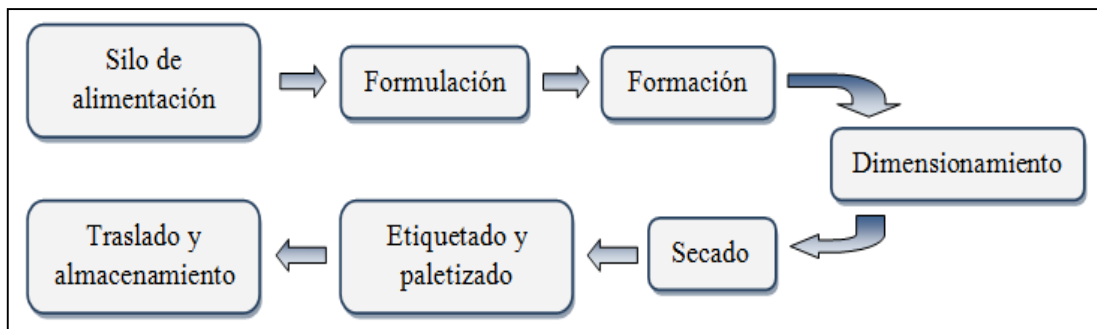 Silo de
alimentación
Formulación
Formación
Dimensionamiento
Secado
Etiquetado y
paletizado
Traslado y
almacenamiento